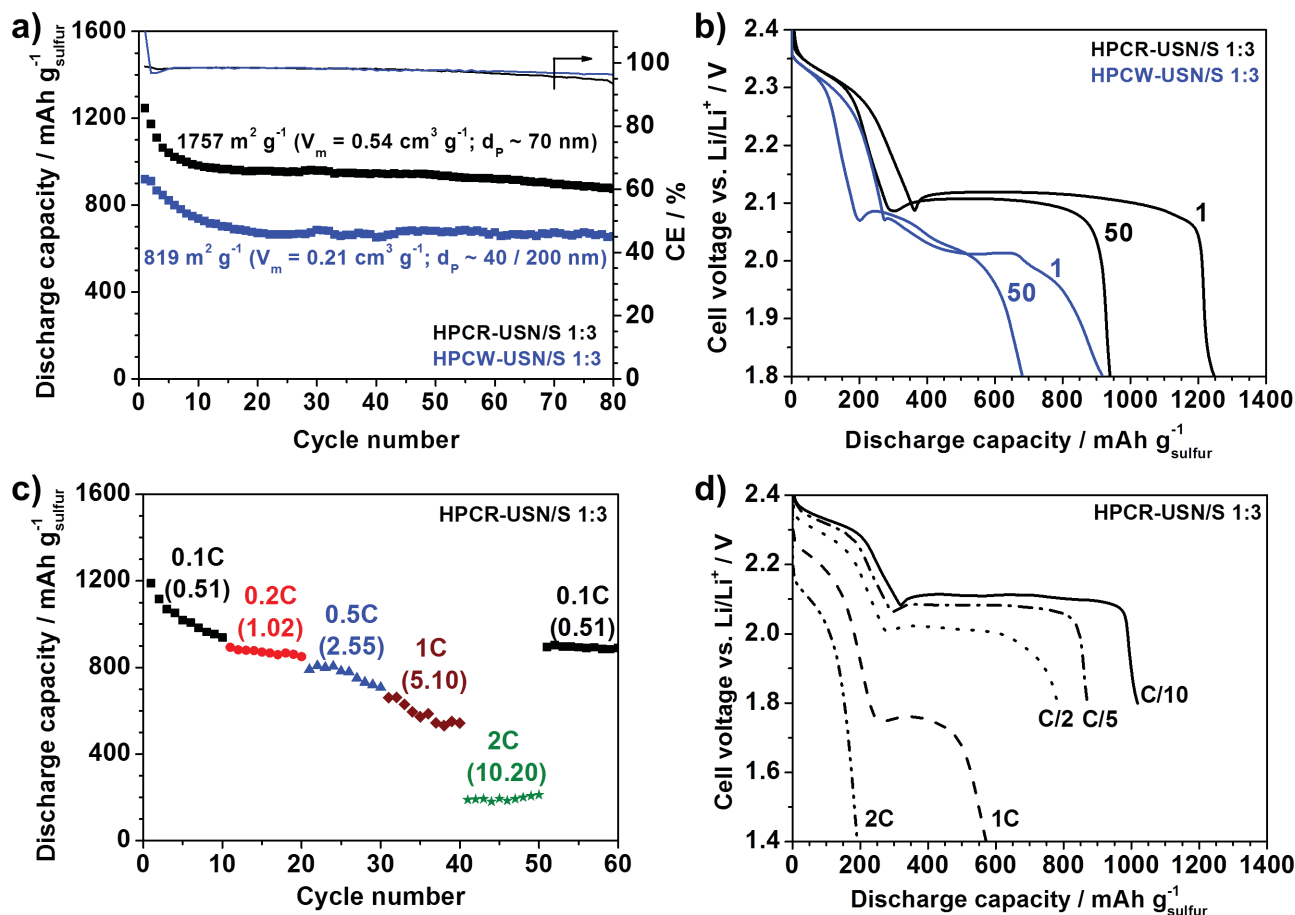 a)
1600
1200
800
400
0
Discharge capacity / mAh g⁻¹sulfur
100
80
60
40
20
0
CE / %
1757 m² g⁻¹ (Vm = 0.54 cm³ g⁻¹; dP ~ 70 nm)
819 m² g⁻¹ (Vm = 0.21 cm³ g⁻¹; dP ~ 40 / 200 nm)
HPCR-USN/S 1:3
HPCW-USN/S 1:3
0 10 20 30 40 50 60 70 80
Cycle number
b)
2.4
2.3
2.2
2.1
2.0
1.9
1.8
Cell voltage vs. Li/Li⁺ / V
HPCR-USN/S 1:3
HPCW-USN/S 1:3
1
50
1
50
0 200 400 600 800 1000 1200 1400
Discharge capacity / mAh g⁻¹sulfur
c)
1600
1200
800
400
0
Discharge capacity / mAh g⁻¹sulfur
HPCR-USN/S 1:3
0.1C
(0.51)
0.2C
(1.02)
0.5C
(2.55)
1C
(5.10)
2C
(10.20)
0.1C
(0.51)
0 10 20 30 40 50 60
Cycle number
d)
2.4
2.2
2.0
1.8
1.6
1.4
Cell voltage vs. Li/Li⁺ / V
HPCR-USN/S 1:3
C/10
C/2 C/5
2C 1C
0 200 400 600 800 1000 1200 1400
Discharge capacity / mAh g⁻¹sulfur